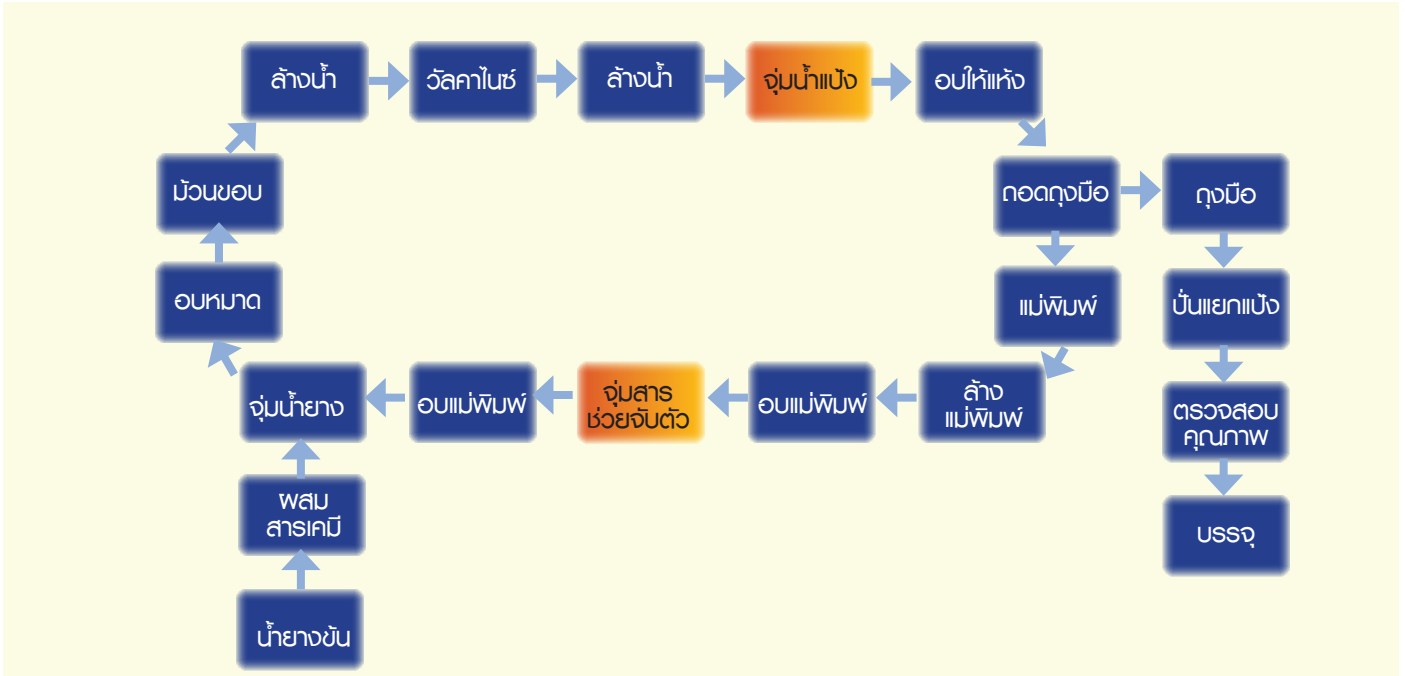 ล้างน้ำ
วัลคาไนซ์
ล้างน้ำ
จุ่มน้ำแป้ง
อบให้แห้ง
ม้วนขอบ
ถอดถุงมือ
ถุงมือ
อบหมาด
แม่พิมพ์
ปั่นแยกแป้ง
จุ่มน้ำยาง
อบแม่พิมพ์
จุ่มสาร
ช่วยจับตัว
อบแม่พิมพ์
ล้าง
แม่พิมพ์
ตรวจสอบ
คุณภาพ
ผสม
สารเคมี
บรรจุ
น้ำยางข้น